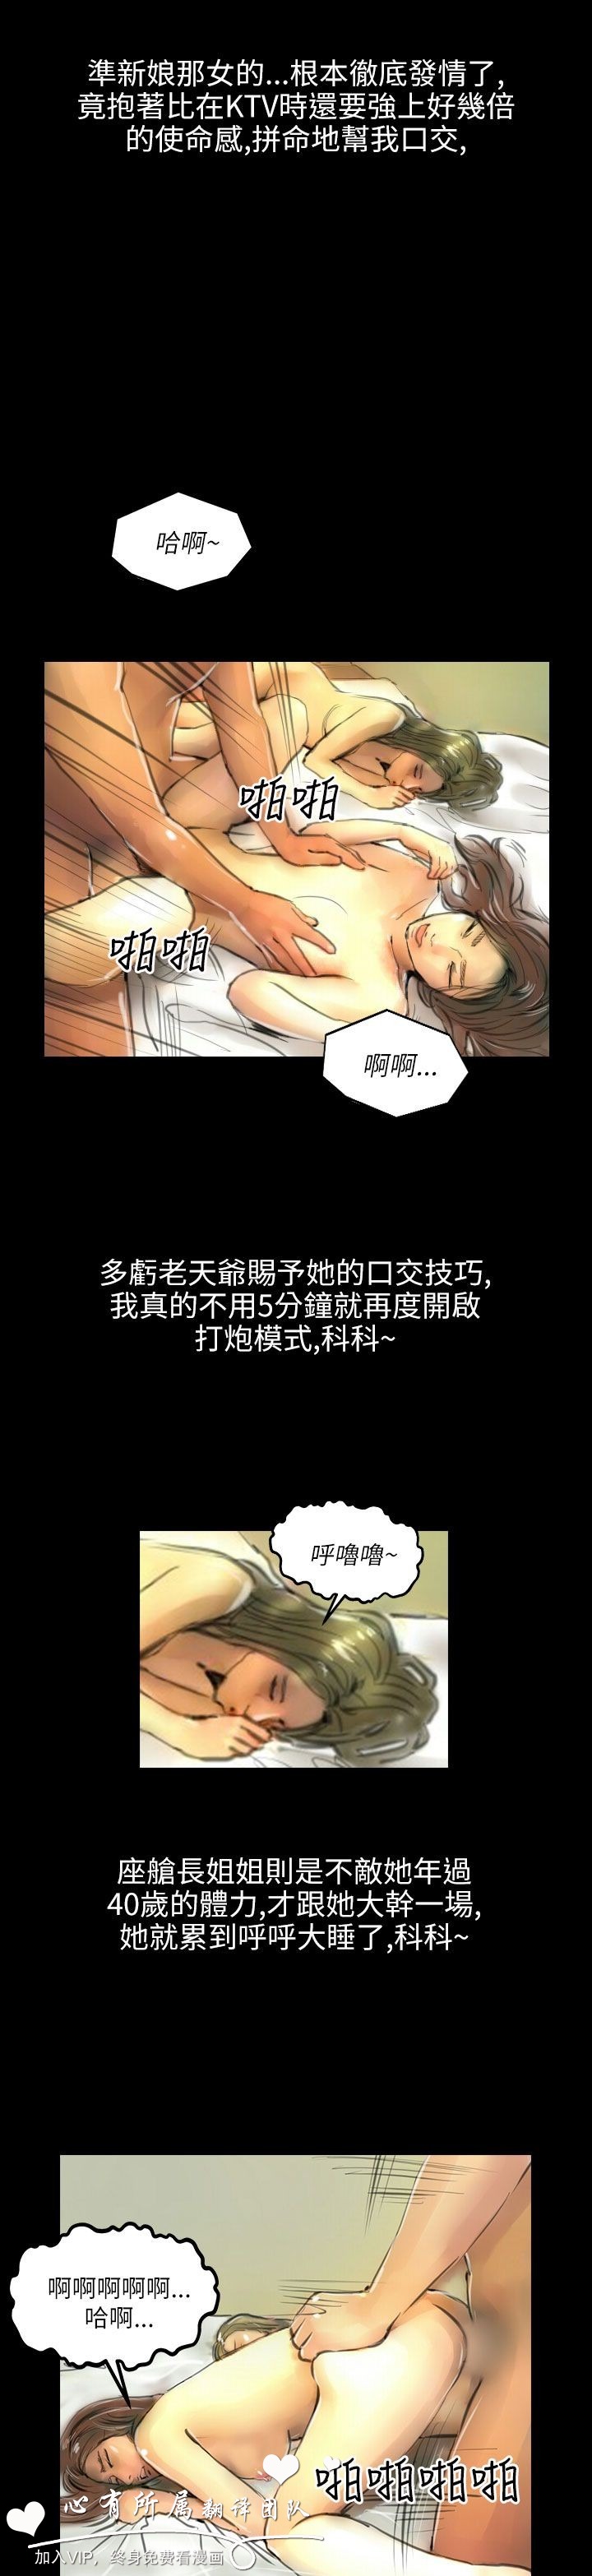 準新娘那女的...根本徹底發情了,
竟抱著比在KTV時還要強上好幾倍
的使命感,拼命地幫我口交,
哈啊~
啪啪
啪啪
啊啊...
多虧老天爺賜予她的口交技巧,
我真的不用5分鐘就再度開啟
打炮模式,科科~
呼嚕嚕~
座艙長姐姐則是不敵她年過
40歲的體力,才跟她大幹一場,
她就累到呼呼大睡了,科科~
啊啊啊啊啊...
哈啊...
啪啪啪啪
心有所属翻译团队
加入VIP，终身免费看漫画